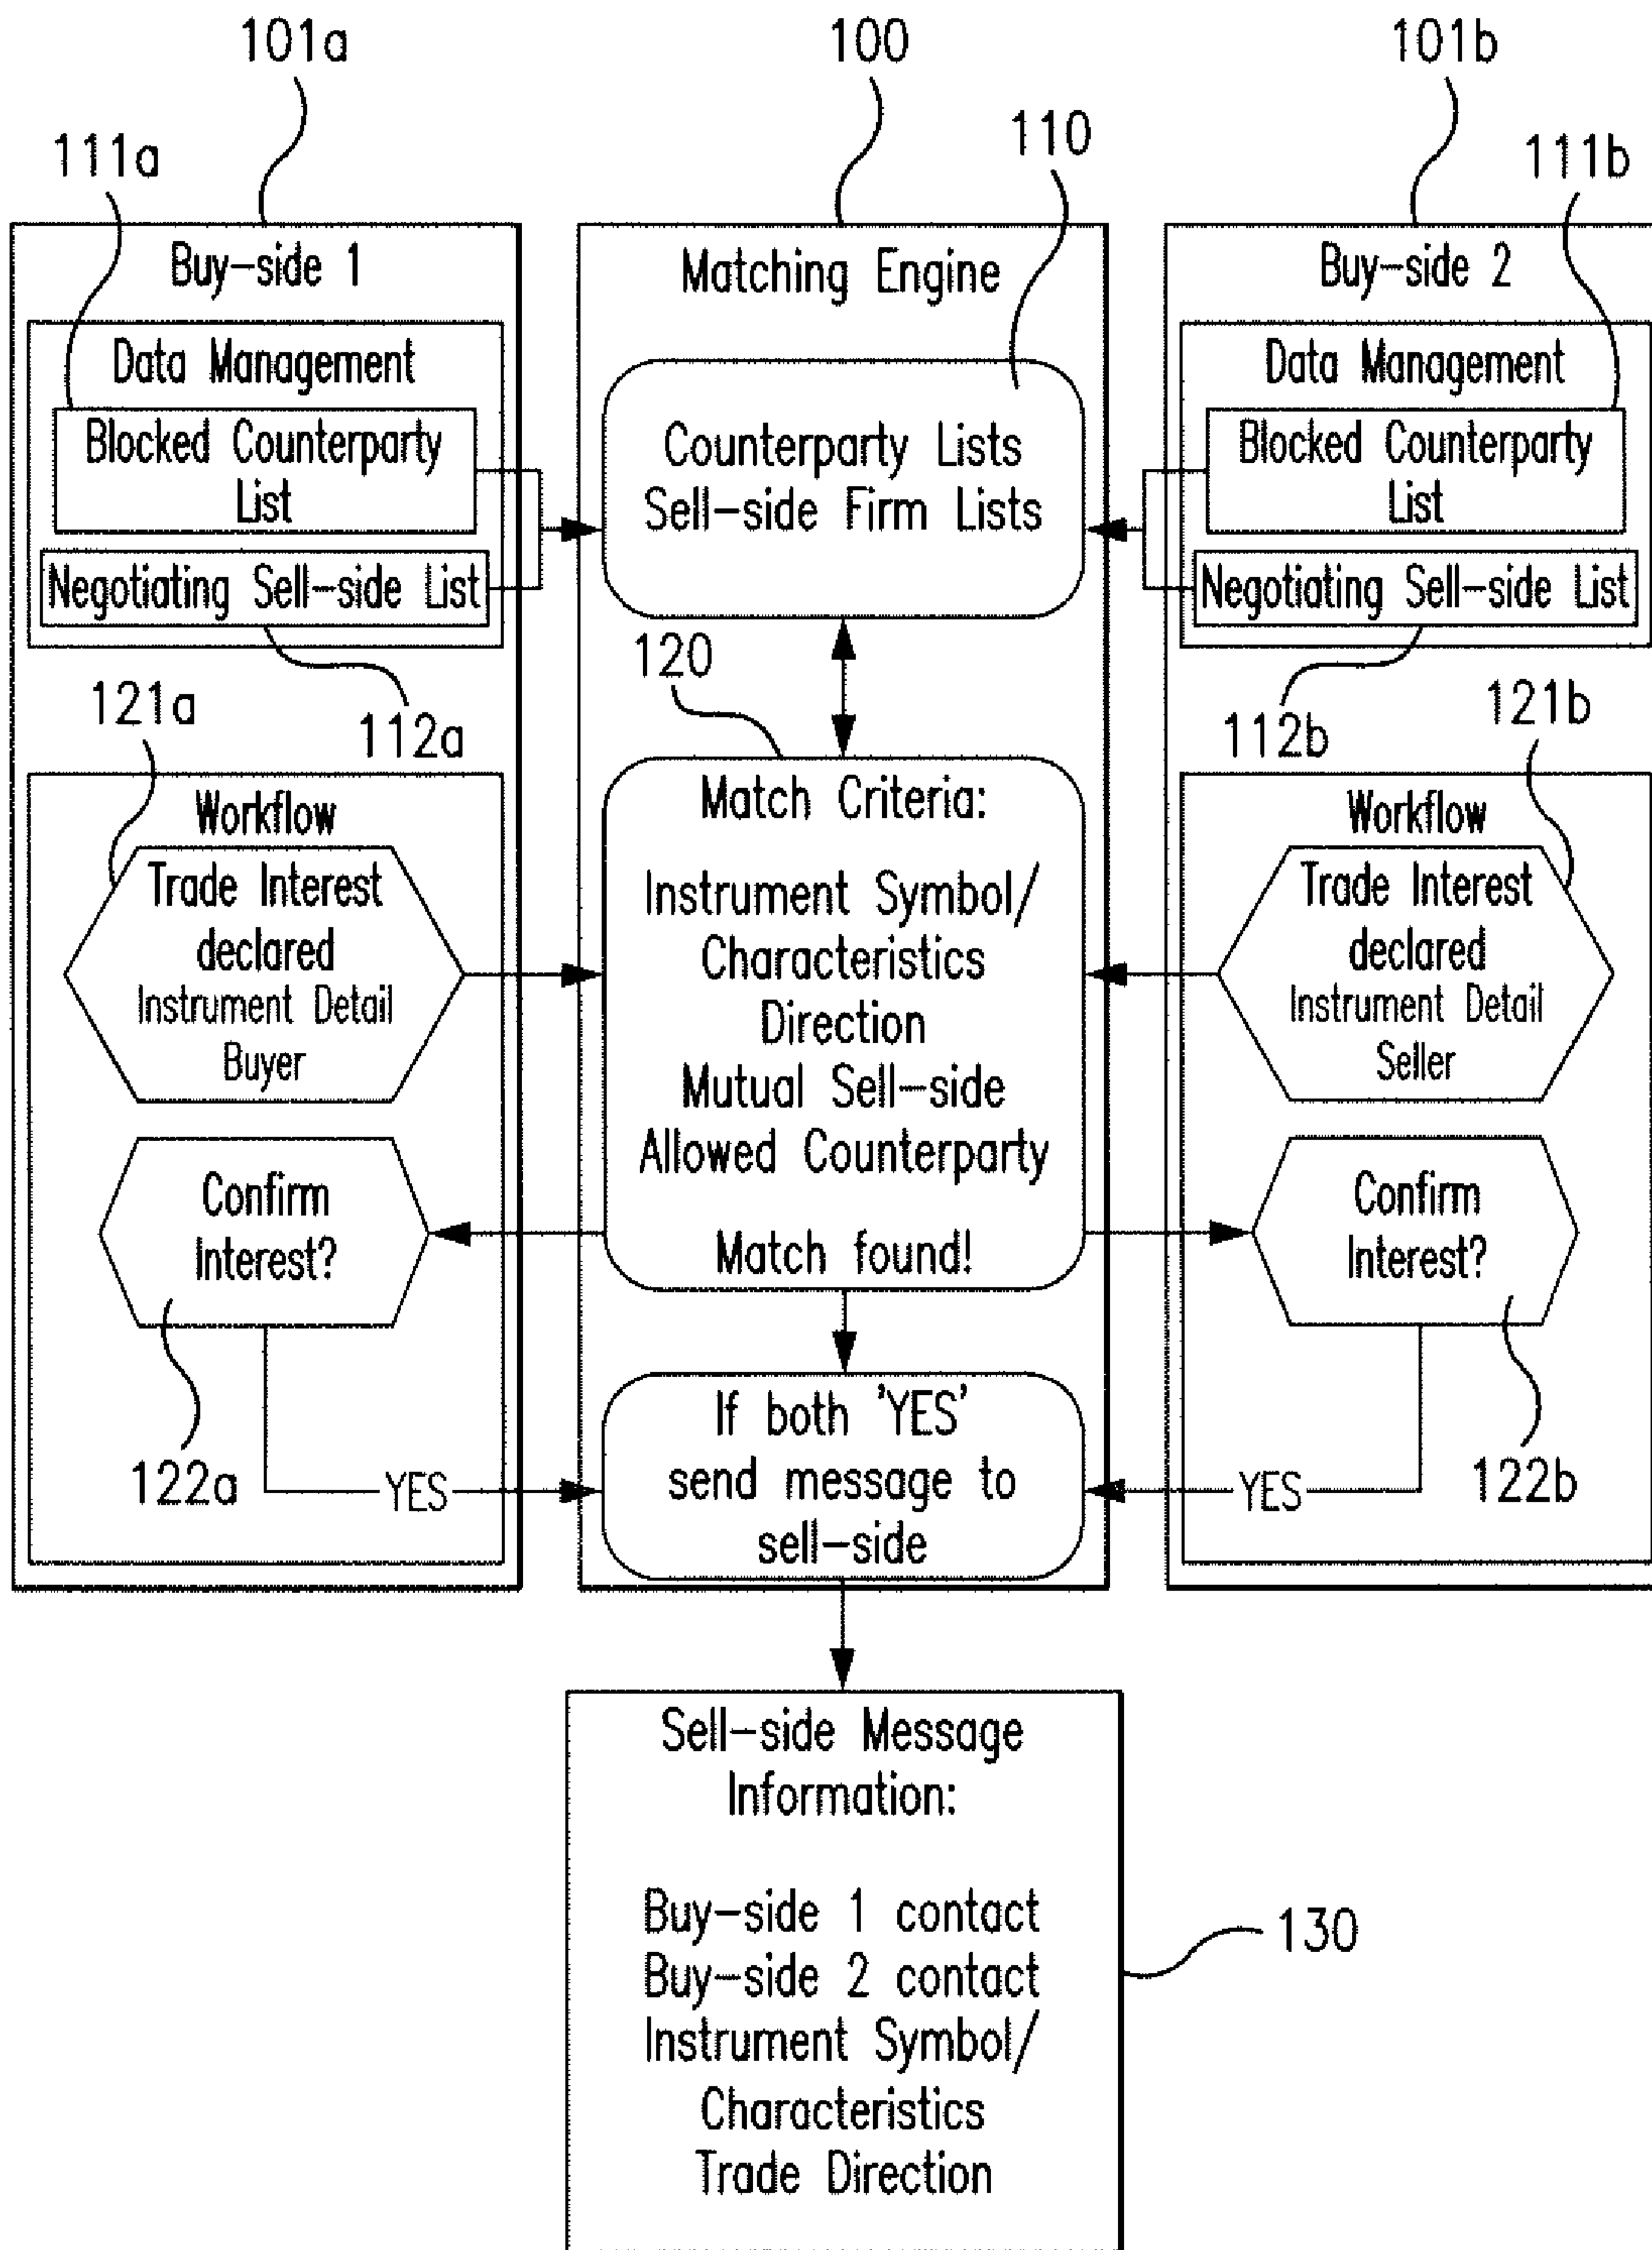 101a
100
101b
110
111a
111b
Buy-side 1
Data Management
Blocked Counterparty
List
Negotiating Sell-side List
112a
121a
Workflow
Trade Interest
declared
Instrument Detail
Buyer
Confirm
Interest?
122a
YES
Matching Engine
Counterparty Lists
Sell-side Firm Lists
120
Match Criteria:
Instrument Symbol/
Characteristics
Direction
Mutual Sell-side
Allowed Counterparty
Match found!
If both 'YES'
send message to
sell-side
Buy-side 2
Data Management
Blocked Counterparty
List
Negotiating Sell-side List
112b
121b
Workflow
Trade Interest
declared
Instrument Detail
Seller
Confirm
Interest?
122b
YES
Sell-side Message
Information:
Buy-side 1 contact
Buy-side 2 contact
Instrument Symbol/
Characteristics
Trade Direction
130